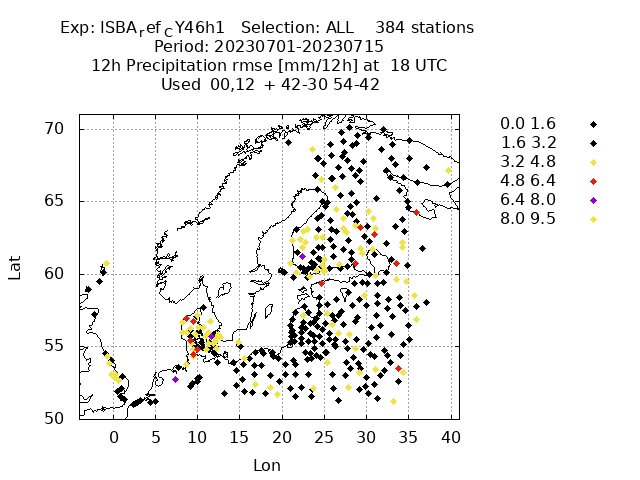 Exp: ISBArefCY46h1 Selection: ALL 384 stations
Period: 20230701-20230715
12h Precipitation rmse [mm/12h] at 18 UTC
Used 00,12 + 42-30 54-42
70
65
60
55
50
Lat
0 5 10 15 20 25 30 35 40
Lon
0.0 1.6
1.6 3.2
3.2 4.8
4.8 6.4
6.4 8.0
8.0 9.5